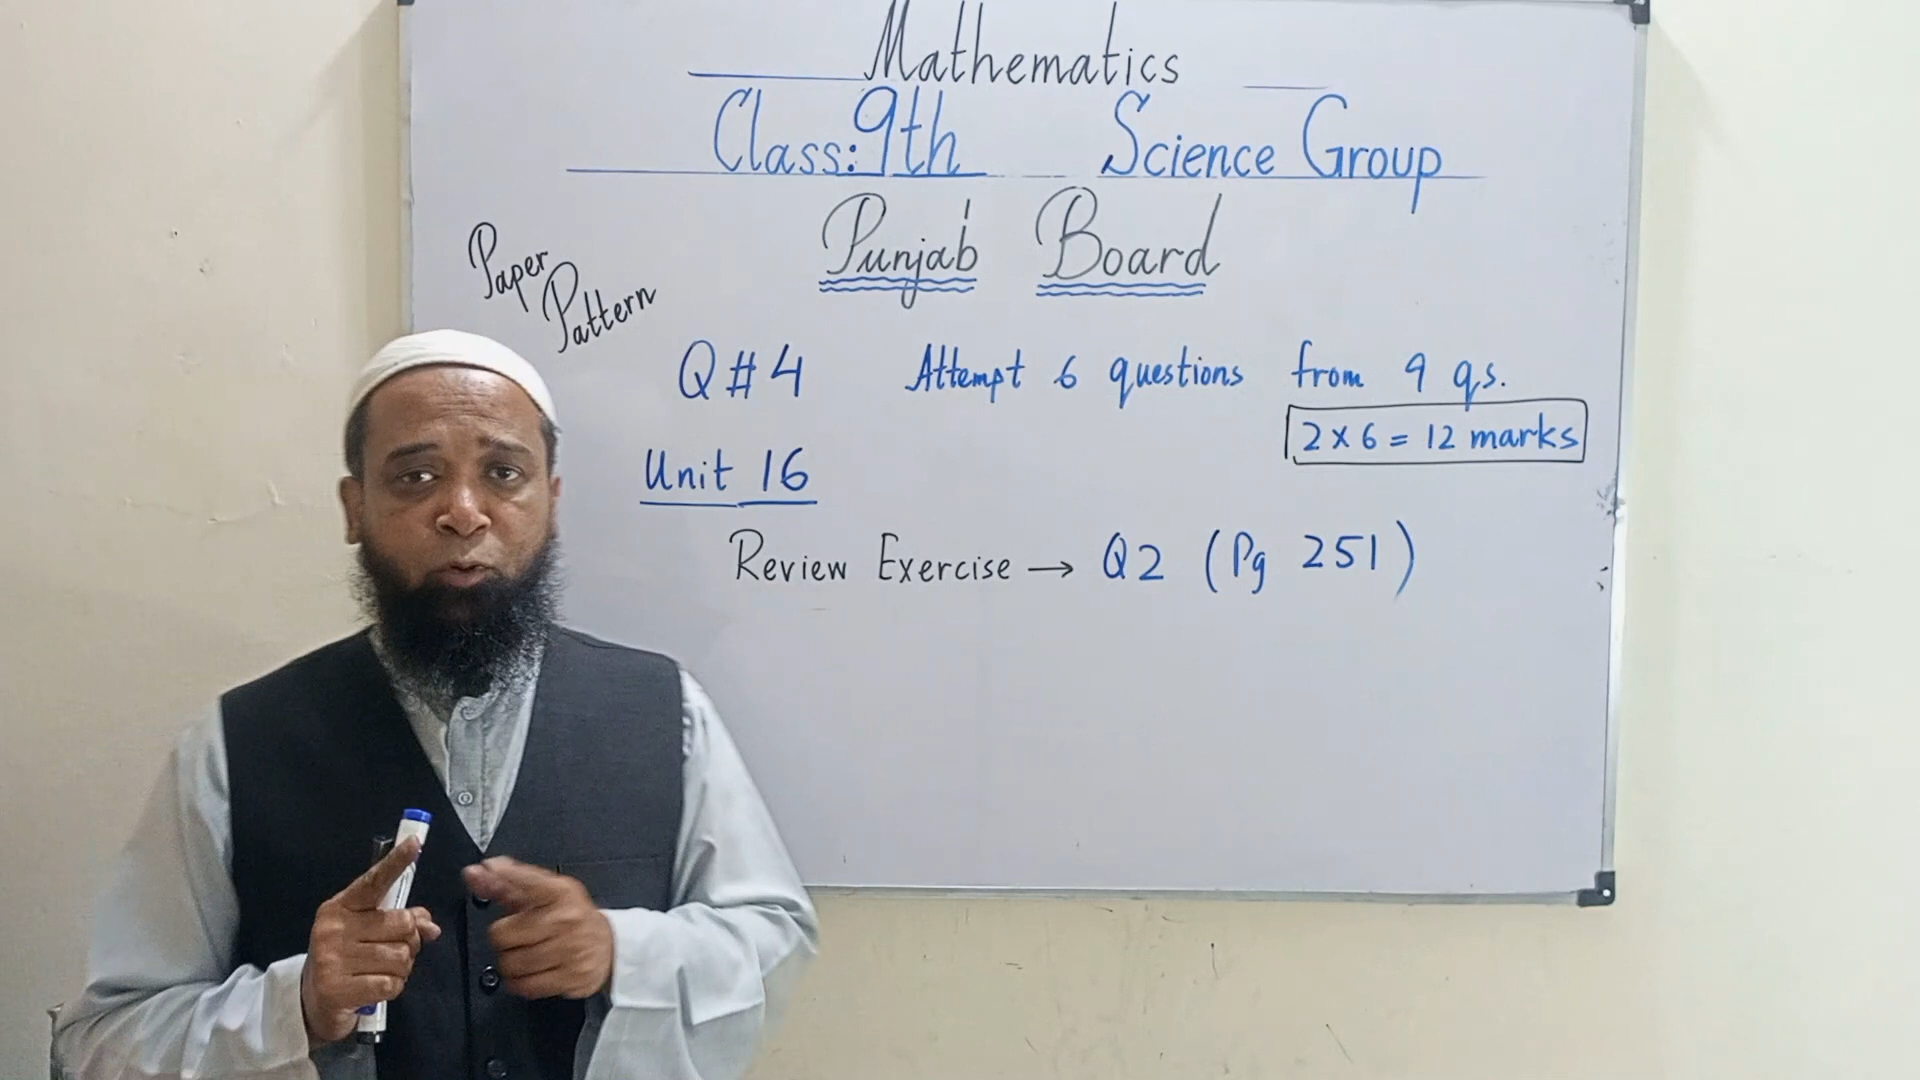 Mathematics
Class: 9th Science Group
Punjab Board
Paper
Pattern
Q # 4 Attempt 6 questions from 9 qs.
2 x 6 = 12 marks
Unit 16
Review Exercise → Q2 (Pg 251)